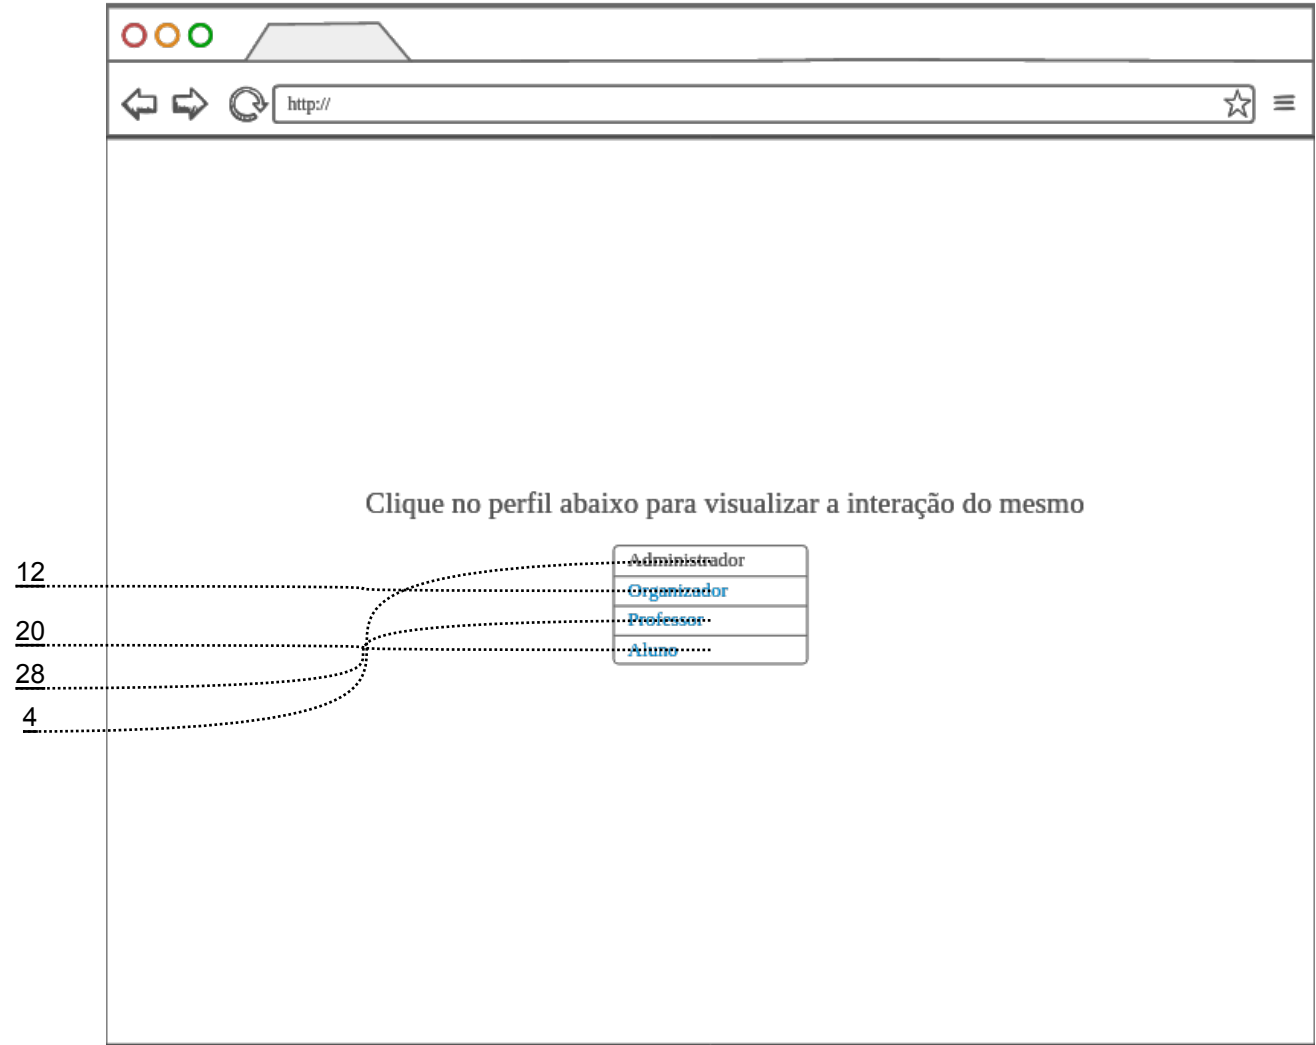 http://
Clique no perfil abaixo para visualizar a interação do mesmo
Administrador
Organizador
Professor
Aluno
12
20
28
4